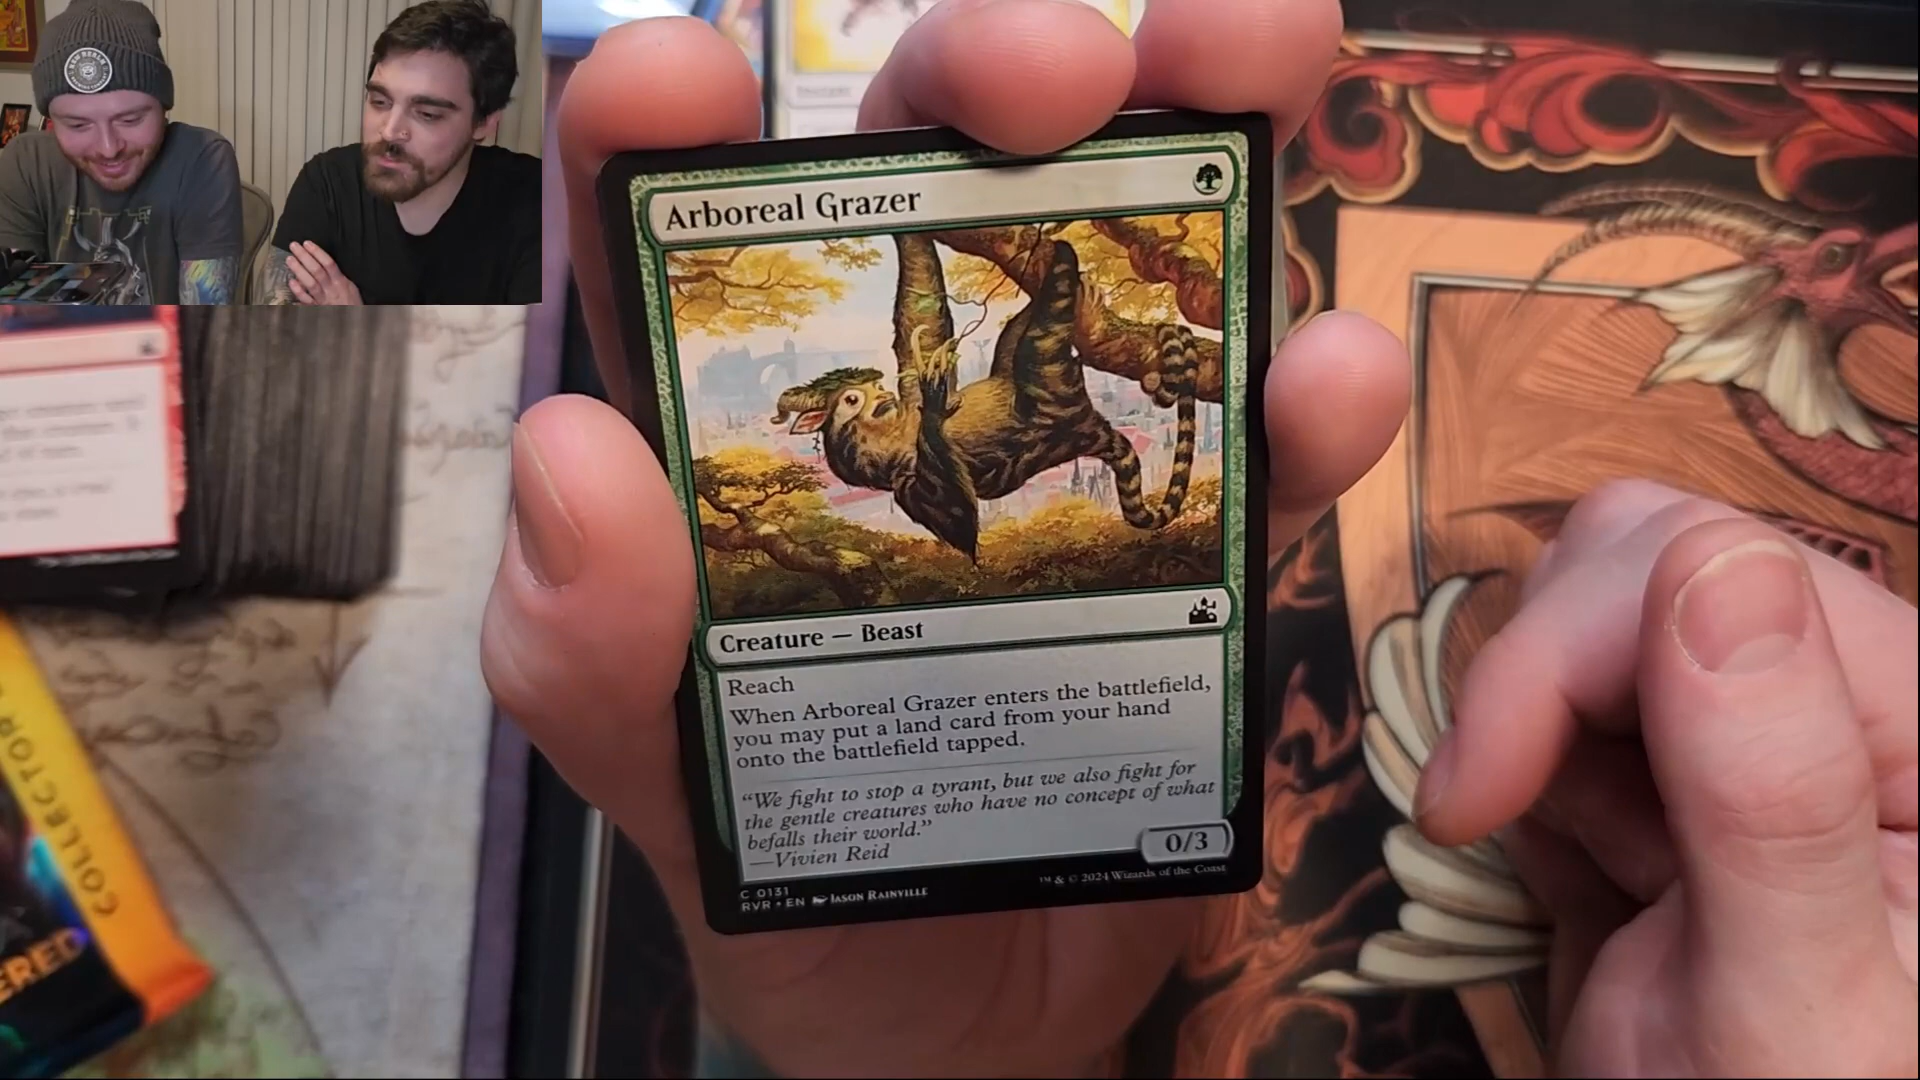 Arboreal Grazer
Creature — Beast
Reach
When Arboreal Grazer enters the battlefield,
you may put a land card from your hand
onto the battlefield tapped.
“We fight to stop a tyrant, but we also fight for
the gentle creatures who have no concept of what
befalls their world.”
—Vivien Reid
0/3
C 0131
RVR • EN Jason Rainville
™ & © 2024 Wizards of the Coast
COLLECTOR
ERED